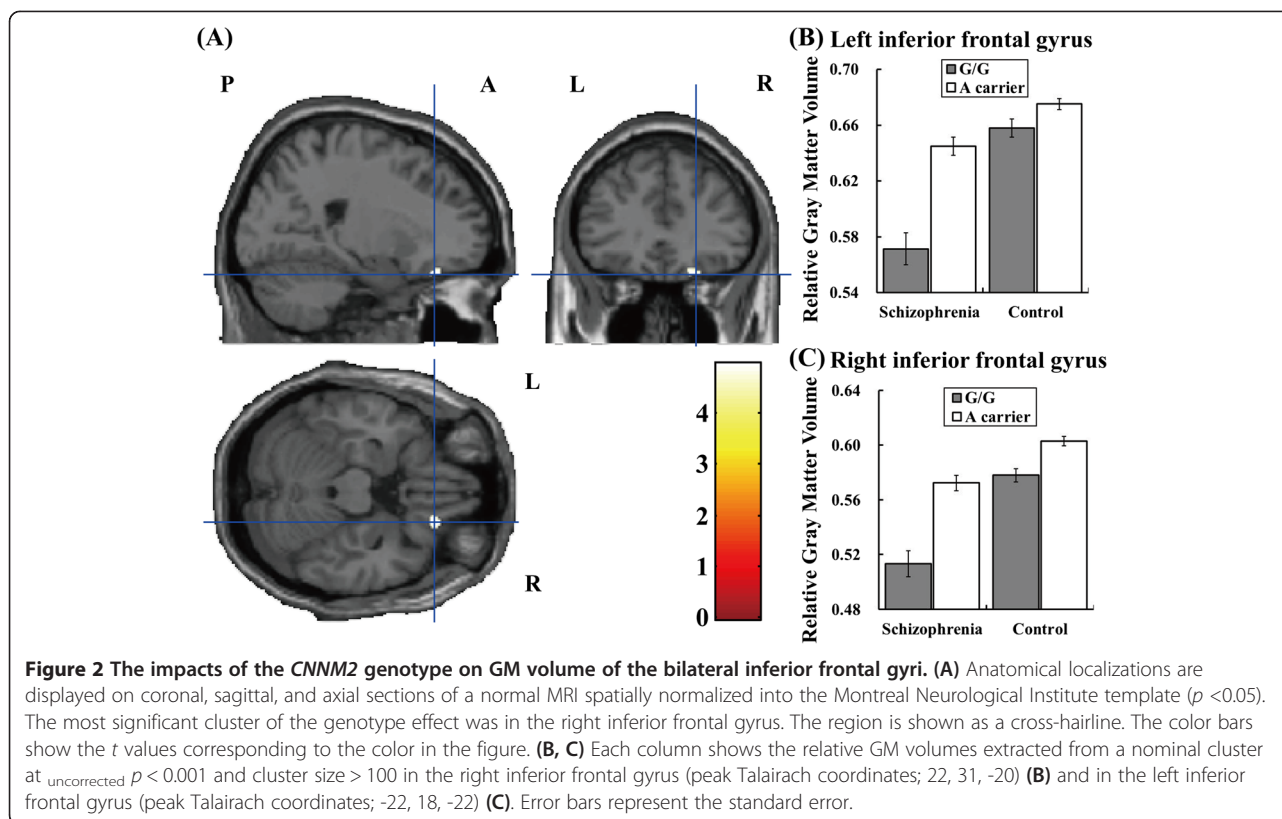 (A)
P
A
L
R
L
R
4
3
2
1
0
(B) Left inferior frontal gyrus
G/G
A carrier
Relative Gray Matter Volume
0.70
0.66
0.62
0.58
0.54
Schizophrenia Control
(C) Right inferior frontal gyrus
G/G
A carrier
Relative Gray Matter Volume
0.64
0.60
0.56
0.52
0.48
Schizophrenia Control
Figure 2 The impacts of the CNNM2 genotype on GM volume of the bilateral inferior frontal gyri. (A) Anatomical localizations are
displayed on coronal, sagittal, and axial sections of a normal MRI spatially normalized into the Montreal Neurological Institute template (p <0.05).
The most significant cluster of the genotype effect was in the right inferior frontal gyrus. The region is shown as a cross-hairline. The color bars
show the t values corresponding to the color in the figure. (B, C) Each column shows the relative GM volumes extracted from a nominal cluster
at uncorrected p < 0.001 and cluster size > 100 in the right inferior frontal gyrus (peak Talairach coordinates; 22, 31, -20) (B) and in the left inferior
frontal gyrus (peak Talairach coordinates; -22, 18, -22) (C). Error bars represent the standard error.